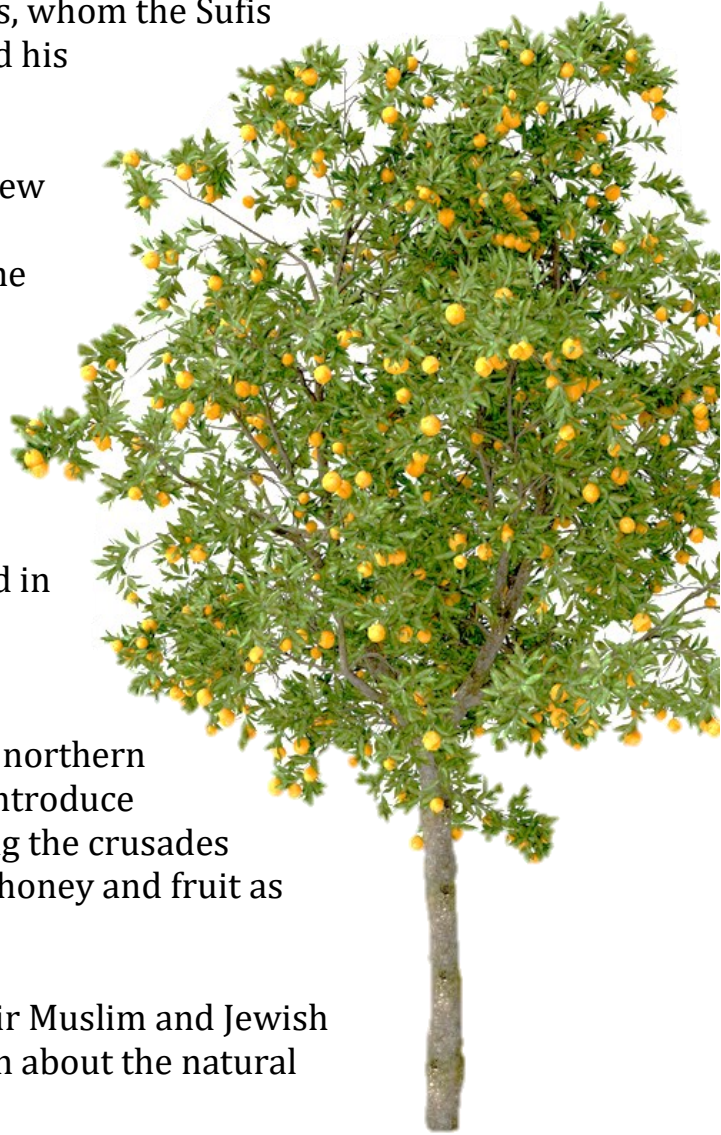 s, whom the Sufis
d his
ew
ne
d in
northern
ntroduce
g the crusades
honey and fruit as
ir Muslim and Jewish
n about the natural